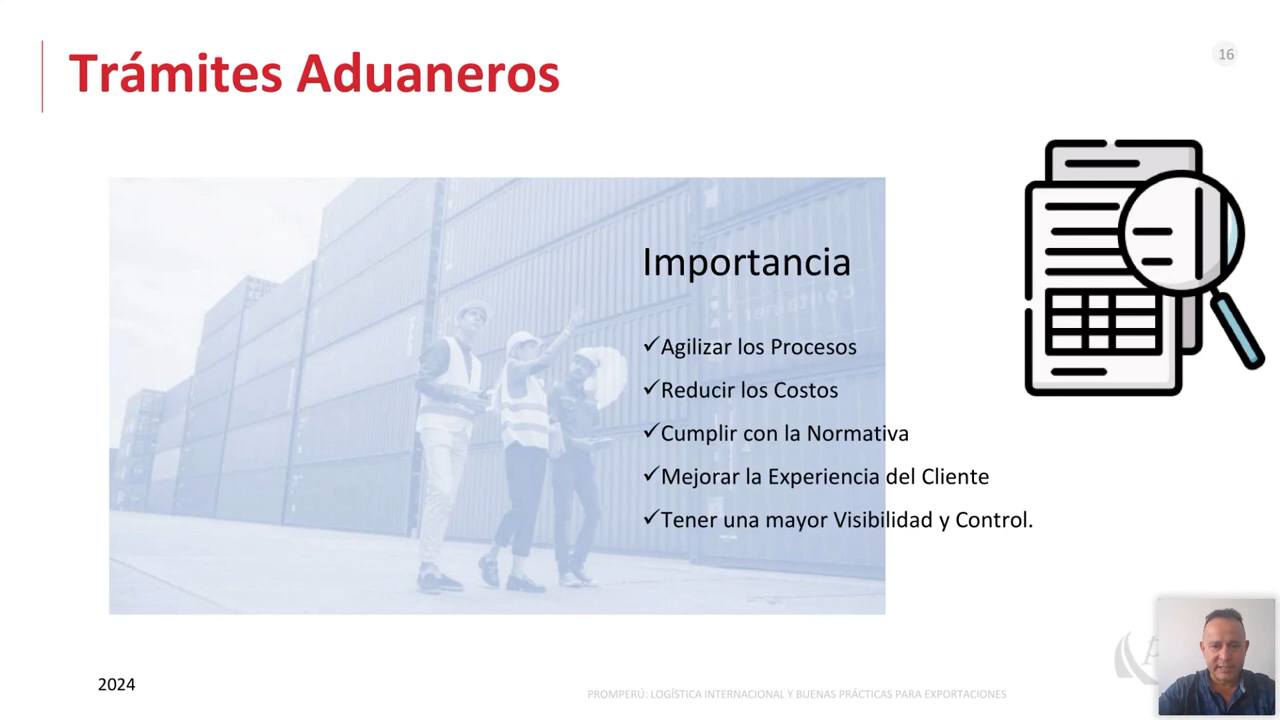 Trámites Aduaneros
16
Importancia
✓Agilizar los Procesos
✓Reducir los Costos
✓Cumplir con la Normativa
✓Mejorar la Experiencia del Cliente
✓Tener una mayor Visibilidad y Control.
2024
PROMPERÚ: LOGÍSTICA INTERNACIONAL Y BUENAS PRÁCTICAS PARA EXPORTACIONES